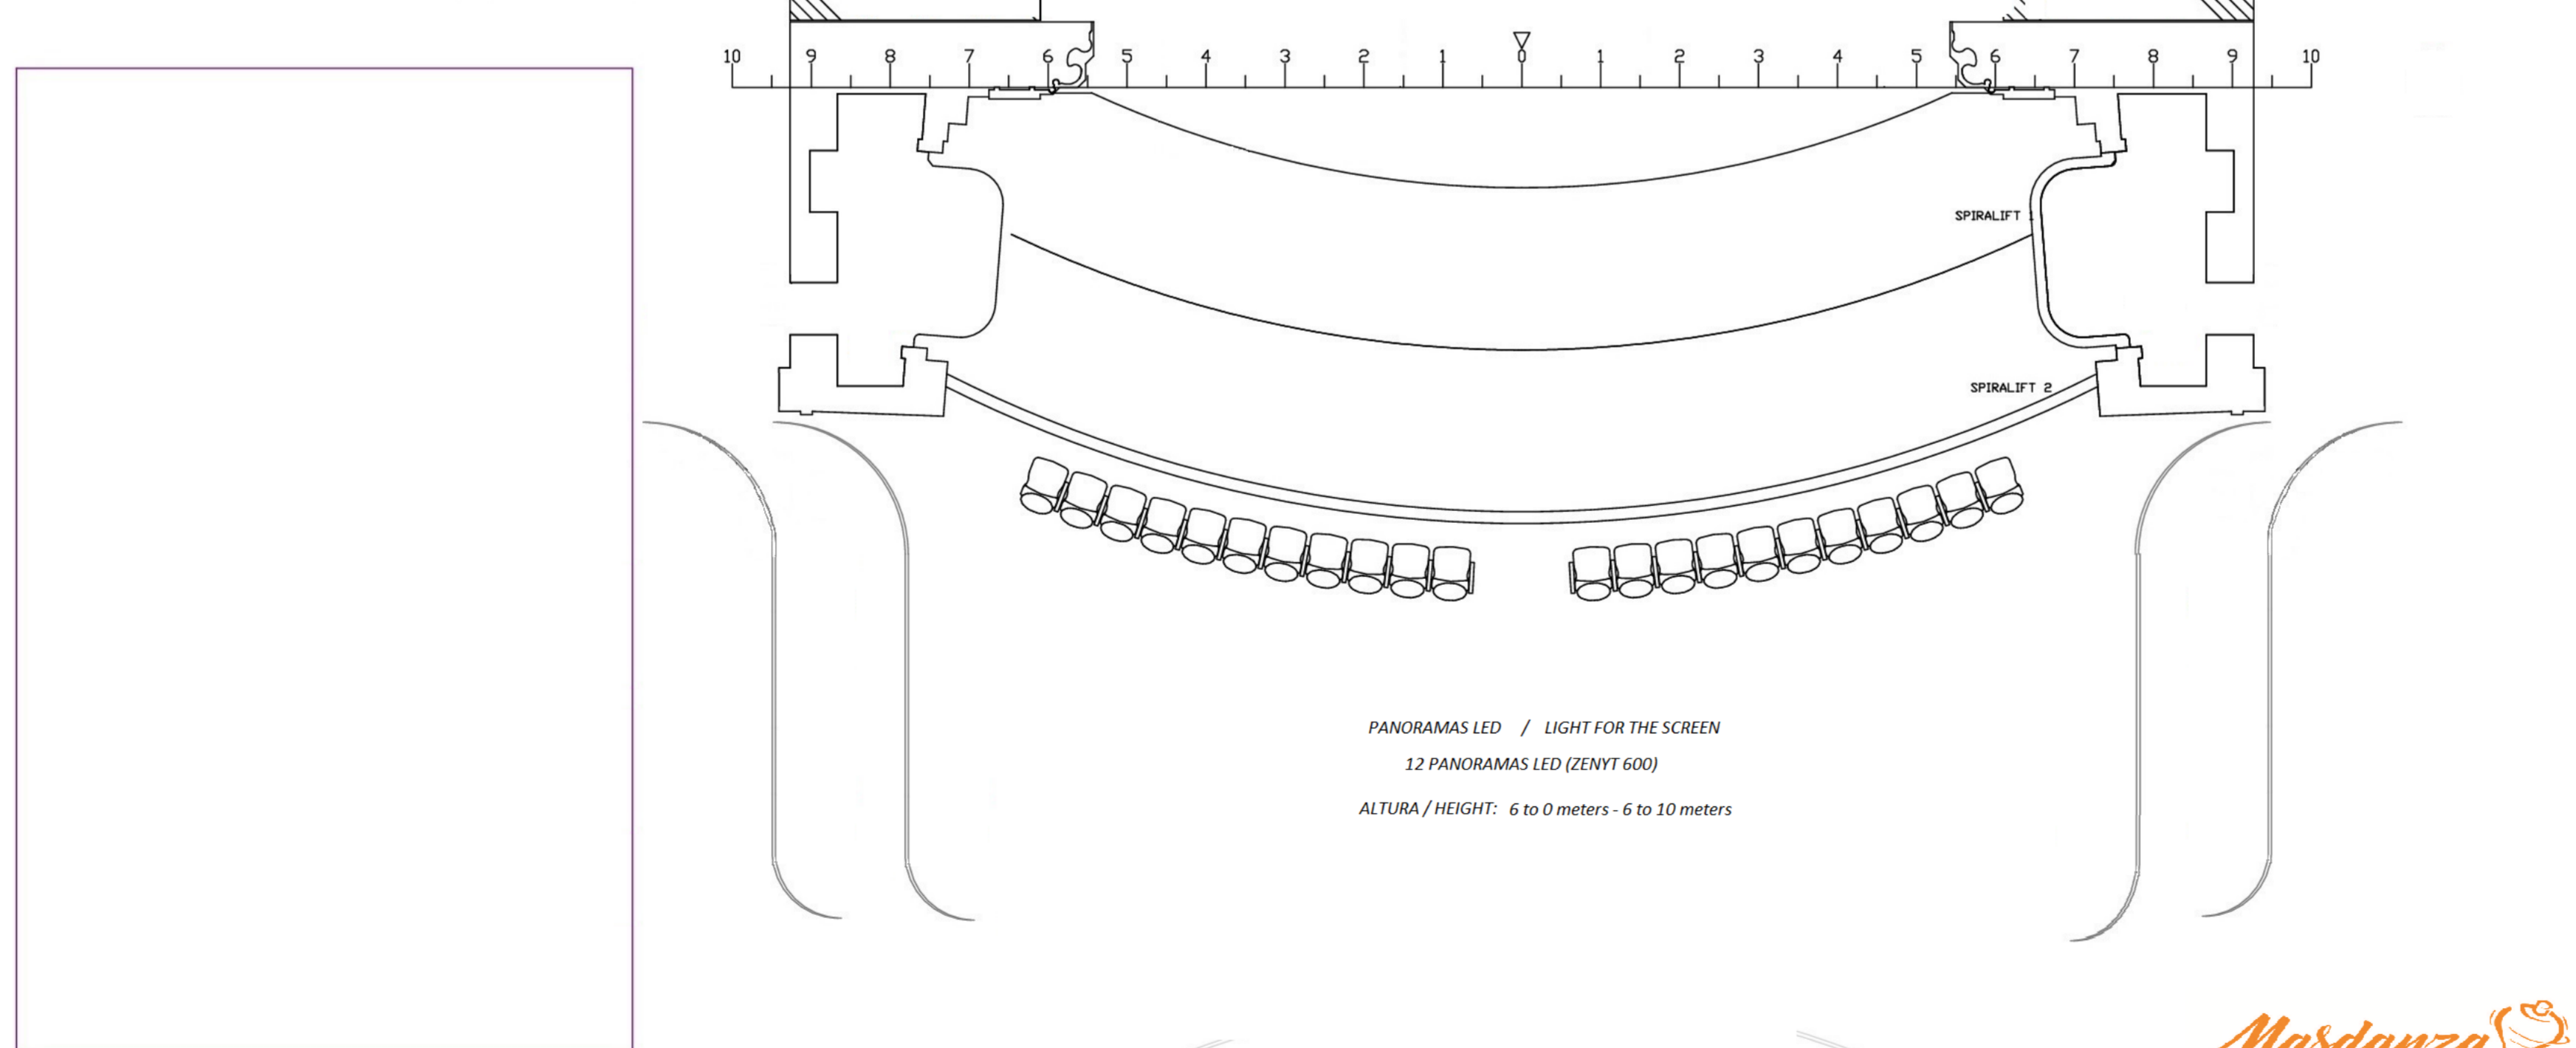 10 9 8 7 6 5 4 3 2 1 0 1 2 3 4 5 6 7 8 9 10
SPIRALIFT
SPIRALIFT 2
PANORAMAS LED / LIGHT FOR THE SCREEN
12 PANORAMAS LED (ZENYT 600)
ALTURA / HEIGHT: 6 to 0 meters - 6 to 10 meters
Masdanza